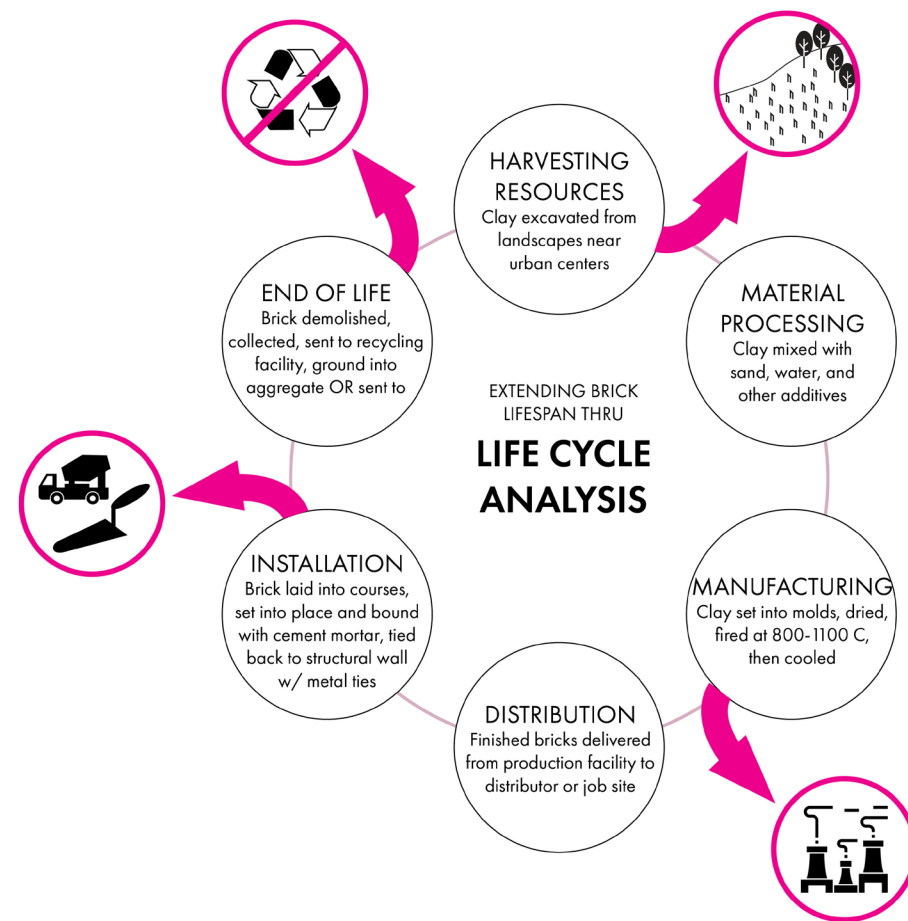 HARVESTING
RESOURCES
Clay excavated from
landscapes near
urban centers
MATERIAL
PROCESSING
Clay mixed with
sand, water, and
other additives
MANUFACTURING
Clay set into molds, dried,
fired at 800-1100 C,
then cooled
DISTRIBUTION
Finished bricks delivered
from production facility to
distributor or job site
INSTALLATION
Brick laid into courses,
set into place and bound
with cement mortar, tied
back to structural wall
w/ metal ties
END OF LIFE
Brick demolished,
collected, sent to recycling
facility, ground into
aggregate OR sent to
EXTENDING BRICK
LIFESPAN THRU
LIFE CYCLE
ANALYSIS